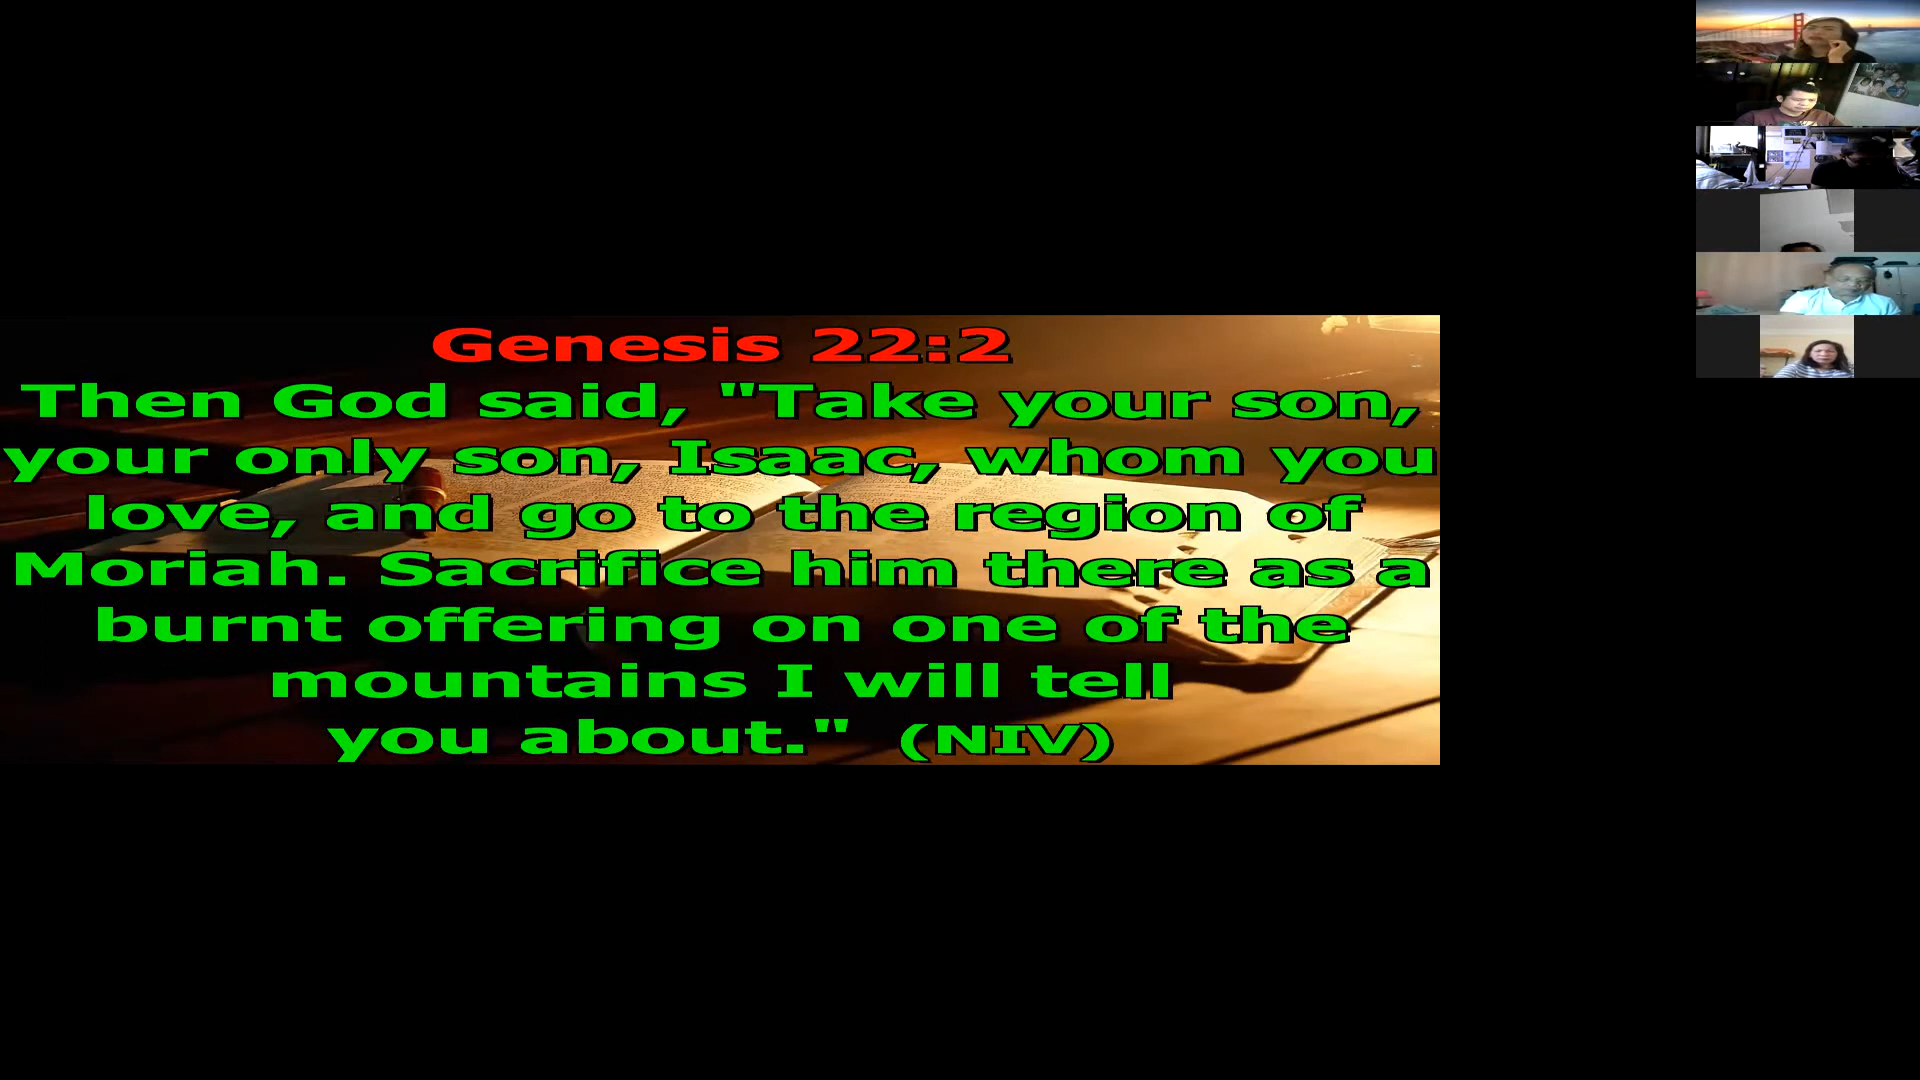 Genesis 22:2
Then God said, "Take your son,
your only son, Isaac, whom you
love, and go to the region of
Moriah. Sacrifice him there as a
burnt offering on one of the
mountains I will tell
you about." (NIV)